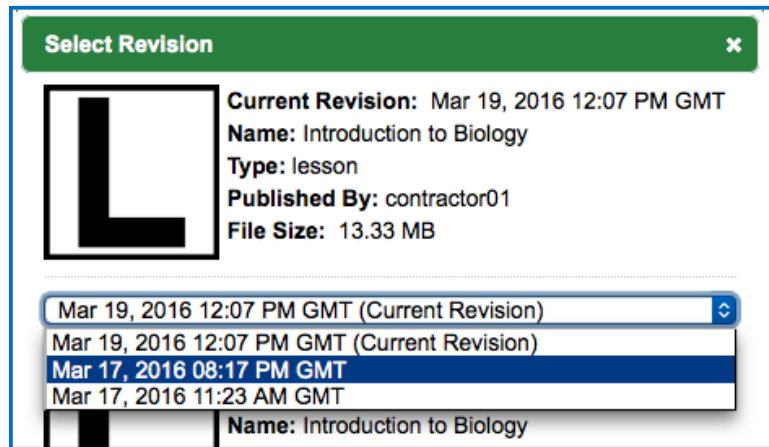 Select Revision ×
L
Current Revision: Mar 19, 2016 12:07 PM GMT
Name: Introduction to Biology
Type: lesson
Published By: contractor01
File Size: 13.33 MB
Mar 19, 2016 12:07 PM GMT (Current Revision)
Mar 19, 2016 12:07 PM GMT (Current Revision)
Mar 17, 2016 08:17 PM GMT
Mar 17, 2016 11:23 AM GMT
Name: Introduction to Biology